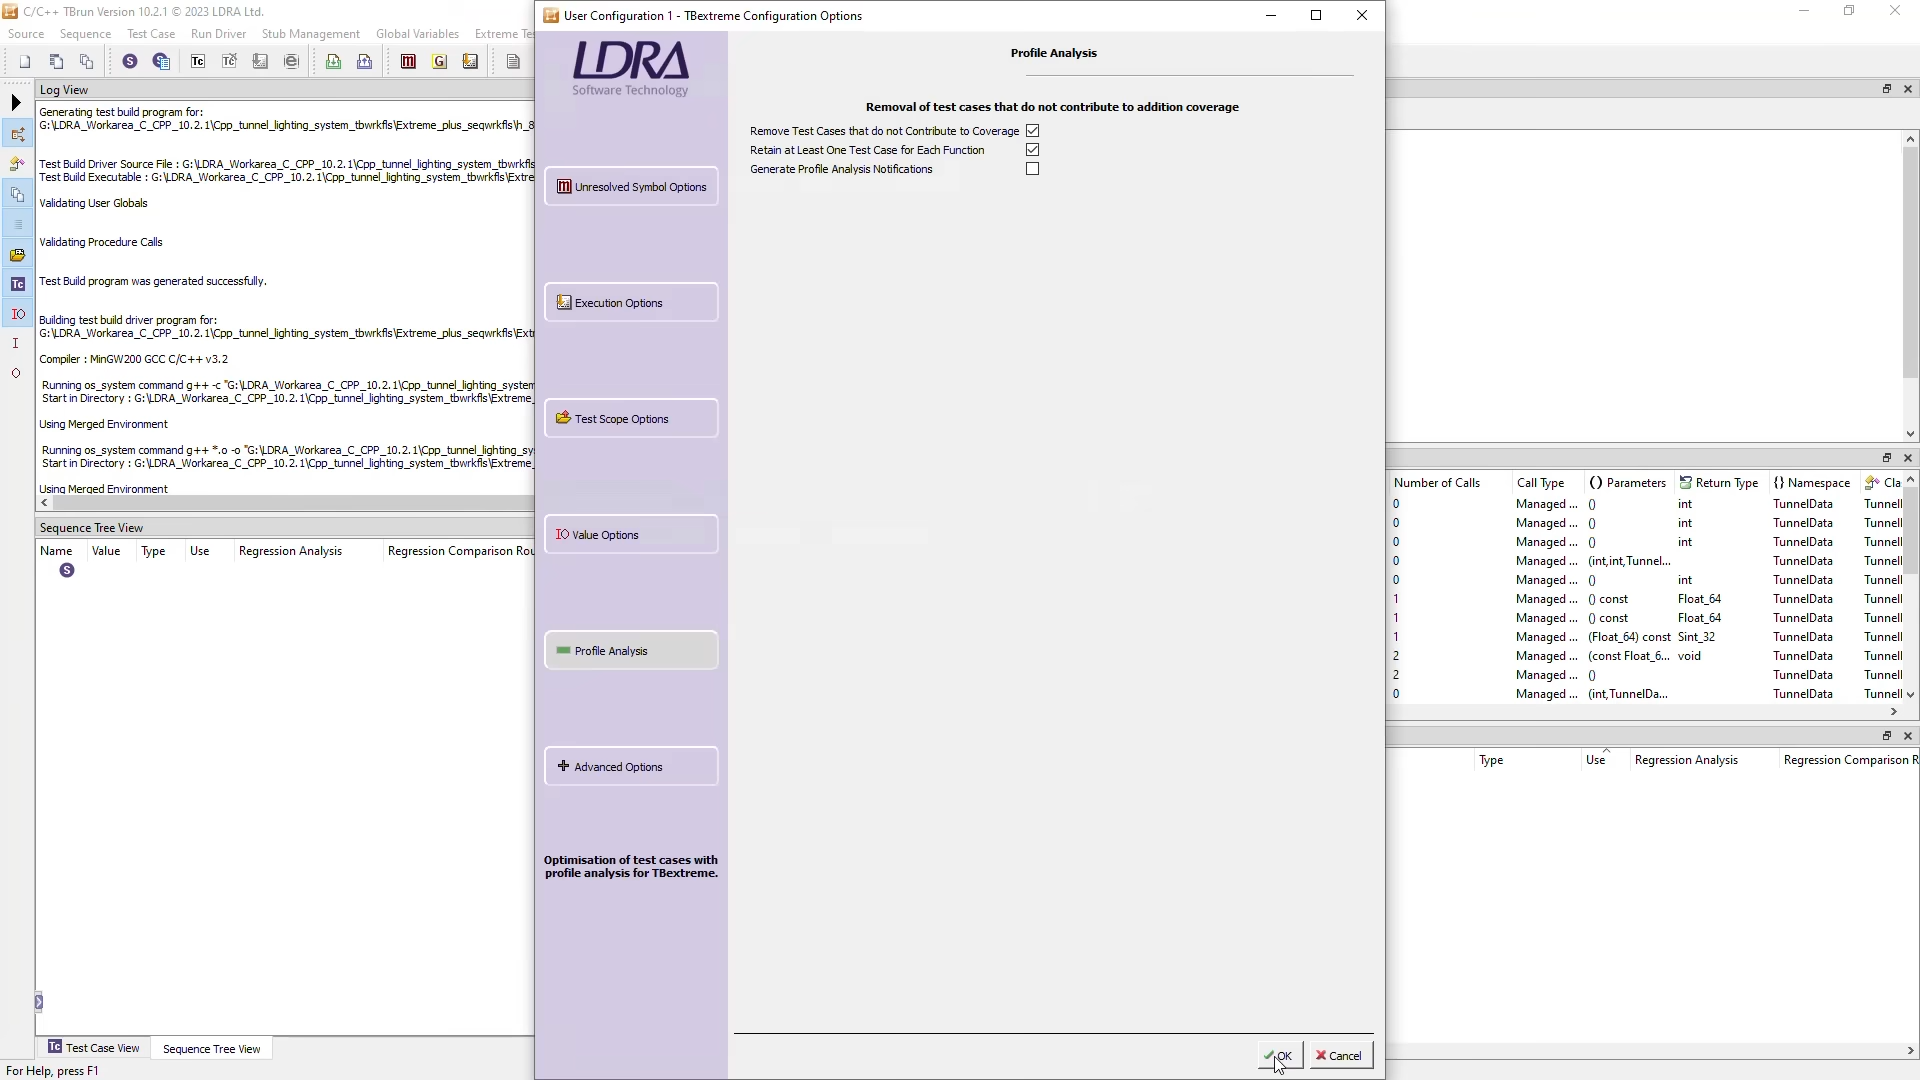 C/C++ TBrun Version 10.2.1 © 2023 LDRA Ltd.
Source Sequence Test Case Run Driver Stub Management Global Variables Extreme Tes
Log View
Generating test build program for:
G:\LDRA_Workarea_C_CPP_10.2.1\Cpp_tunnel_lighting_system_tbwrkfls\Extreme_plus_seqwrkfls\h_8
Test Build Driver Source File : G:\LDRA_Workarea_C_CPP_10.2.1\Cpp_tunnel_lighting_system_tbwrkfls
Test Build Executable : G:\LDRA_Workarea_C_CPP_10.2.1\Cpp_tunnel_lighting_system_tbwrkfls\Extre
Validating User Globals
Validating Procedure Calls
Test Build program was generated successfully.
Building test build driver program for:
G:\LDRA_Workarea_C_CPP_10.2.1\Cpp_tunnel_lighting_system_tbwrkfls\Extreme_plus_seqwrkfls\Extr
Compiler : MinGW200 GCC C/C++ v3.2
Running os_system command g++ -c "G:\LDRA_Workarea_C_CPP_10.2.1\Cpp_tunnel_lighting_system
Start in Directory : G:\LDRA_Workarea_C_CPP_10.2.1\Cpp_tunnel_lighting_system_tbwrkfls\Extreme_
Using Merged Environment
Running os_system command g++ *.o -o "G:\LDRA_Workarea_C_CPP_10.2.1\Cpp_tunnel_lighting_sy
Start in Directory : G:\LDRA_Workarea_C_CPP_10.2.1\Cpp_tunnel_lighting_system_tbwrkfls\Extreme_
Using Merged Environment
Sequence Tree View
Name Value Type Use Regression Analysis Regression Comparison Rou
S
Test Case View Sequence Tree View
For Help, press F1
User Configuration 1 - TBextreme Configuration Options
LDRA
Software Technology
Unresolved Symbol Options
Execution Options
Test Scope Options
IO Value Options
Profile Analysis
Advanced Options
Optimisation of test cases with
profile analysis for TBextreme.
Profile Analysis
Removal of test cases that do not contribute to addition coverage
Remove Test Cases that do not Contribute to Coverage
Retain at Least One Test Case for Each Function
Generate Profile Analysis Notifications
OK Cancel
Number of Calls Call Type () Parameters Return Type {} Namespace Cla
0 Managed ... () int TunnelData Tunnell
0 Managed ... () int TunnelData Tunnell
0 Managed ... () int TunnelData Tunnell
0 Managed ... (int,int,Tunnel... TunnelData Tunnell
0 Managed ... () int TunnelData Tunnell
1 Managed ... () const Float_64 TunnelData Tunnell
1 Managed ... () const Float_64 TunnelData Tunnell
1 Managed ... (Float_64) const Sint_32 TunnelData Tunnell
2 Managed ... (const Float_6... void TunnelData Tunnell
2 Managed ... () TunnelData Tunnell
0 Managed ... (int,TunnelDa... TunnelData Tunnell
Type Use Regression Analysis Regression Comparison R